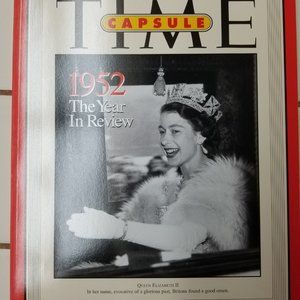 TIME
CAPSULE
1952
The Year
In Review
QUEEN ELIZABETH II
In her name, evocative of a glorious past, Britons found a good omen.